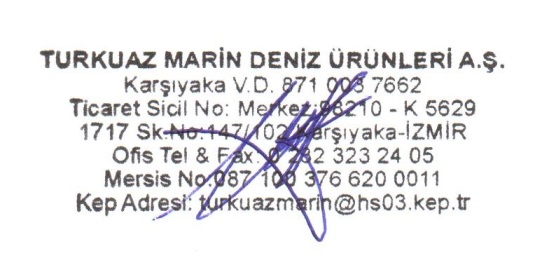 TURKUAZ MARİN DENİZ ÜRÜNLERİ A.Ş.
Karşıyaka V.D. 871 003 7662
Ticaret Sicil No: Merkez:98210 - K 5629
1717 Sk.No:147/102 Karşıyaka-İZMİR
Ofis Tel & Fax: 0 232 323 24 05
Mersis No:087 100 376 620 0011
Kep Adresi: turkuazmarin@hs03.kep.tr